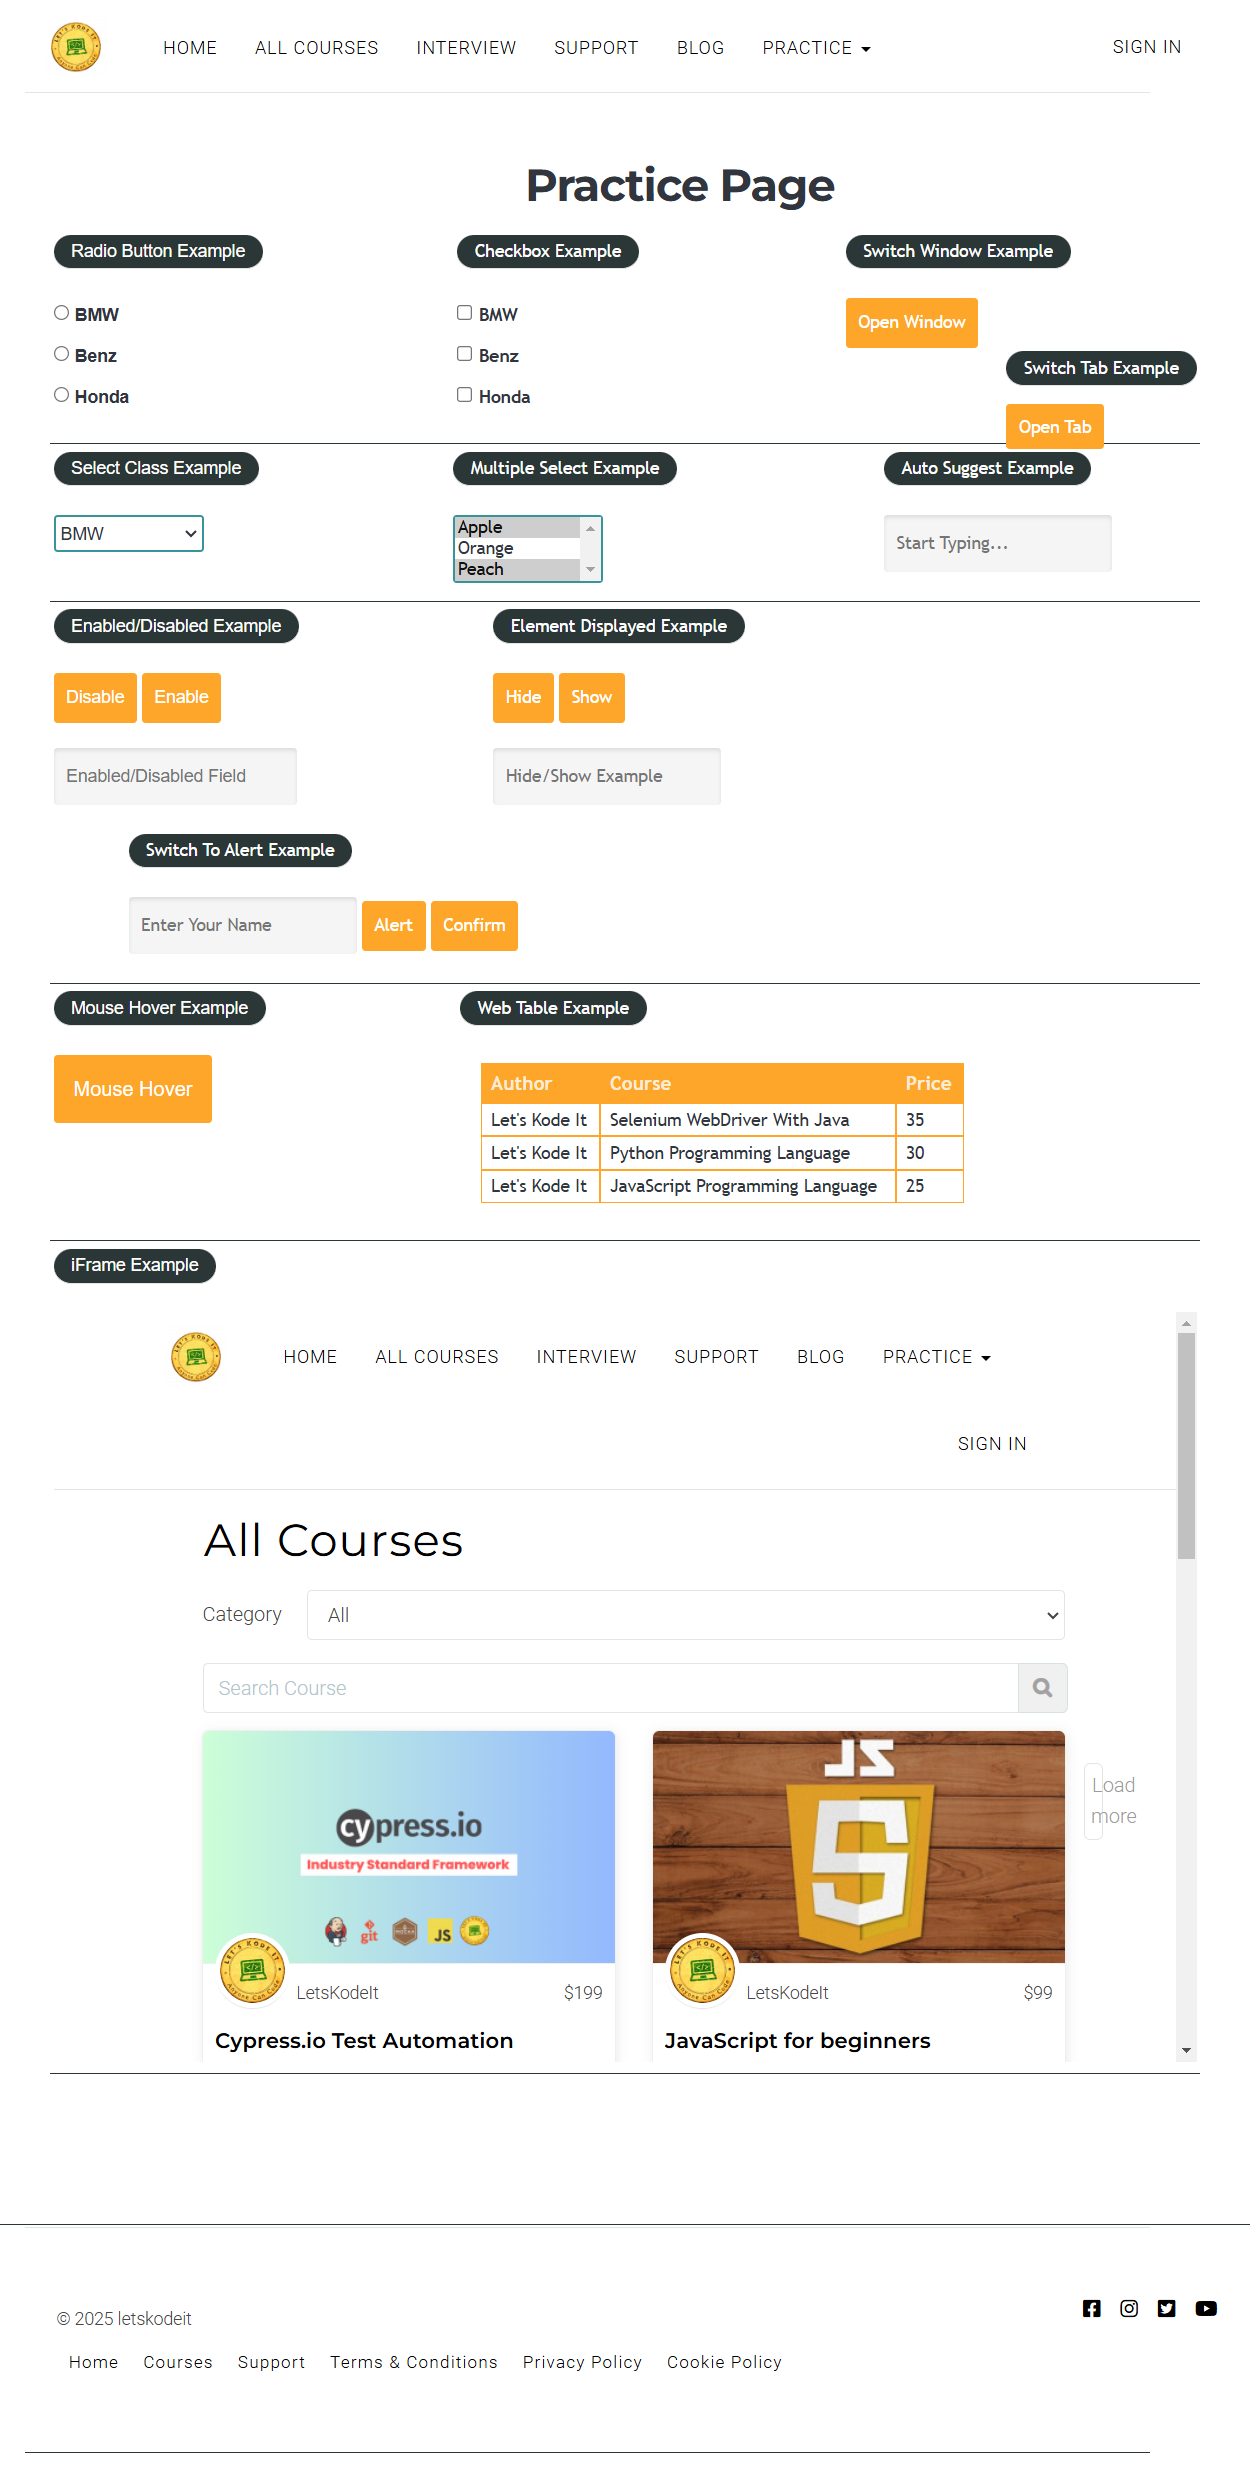 HOME ALL COURSES INTERVIEW SUPPORT BLOG PRACTICE SIGN IN
Practice Page
Radio Button Example Checkbox Example Switch Window Example
BMW BMW Open Window
Benz Benz Switch Tab Example
Honda Honda Open Tab
Select Class Example Multiple Select Example Auto Suggest Example
BMW
Apple
Orange
Peach
Start Typing...
Enabled/Disabled Example Element Displayed Example
Disable Enable Hide Show
Enabled/Disabled Field Hide/Show Example
Switch To Alert Example
Enter Your Name Alert Confirm
Mouse Hover Example Web Table Example
Mouse Hover
Author Course Price
Let's Kode It Selenium WebDriver With Java 35
Let's Kode It Python Programming Language 30
Let's Kode It JavaScript Programming Language 25
iFrame Example
HOME ALL COURSES INTERVIEW SUPPORT BLOG PRACTICE
SIGN IN
All Courses
Category All
Search Course
cypress.io
Industry Standard Framework
git JS
LetsKodeIt $199
Cypress.io Test Automation
JS
5
LetsKodeIt $99
JavaScript for beginners
Load
more
© 2025 letskodeit
Home Courses Support Terms & Conditions Privacy Policy Cookie Policy